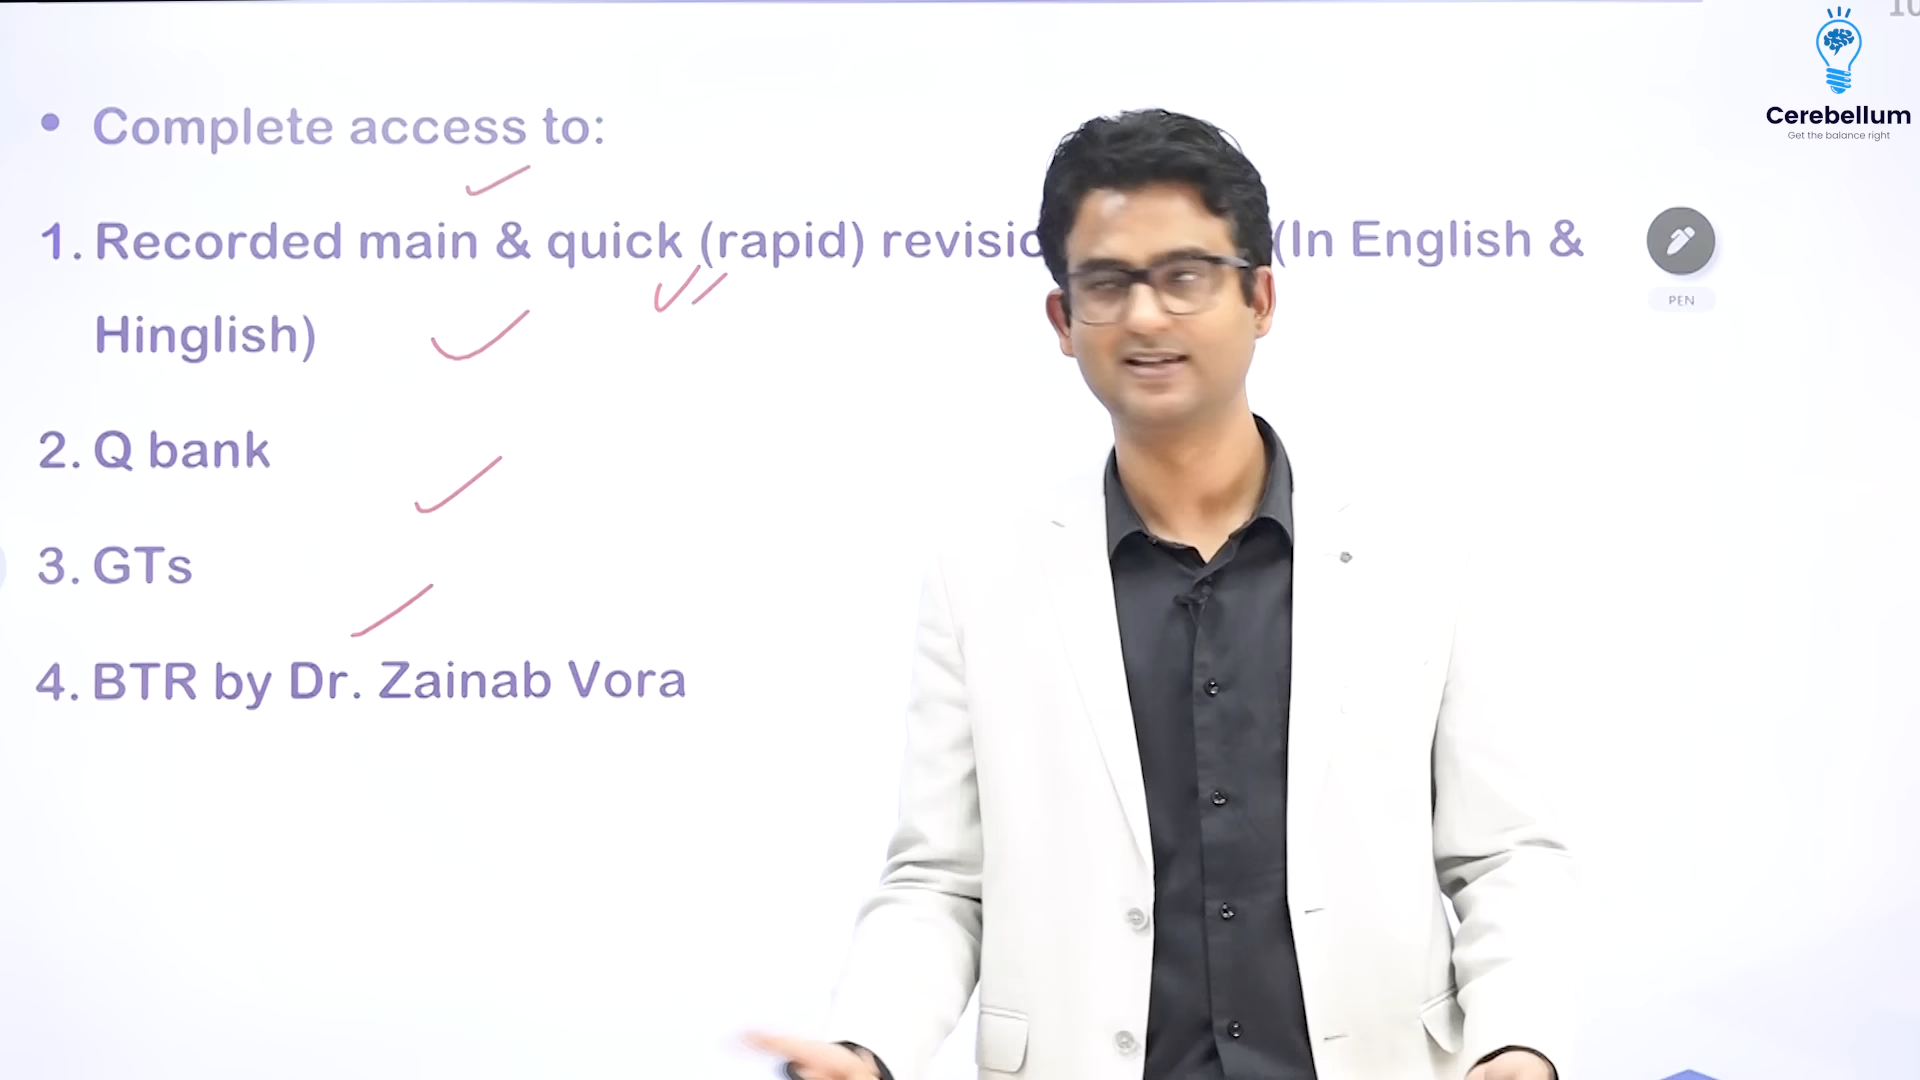 10
Cerebellum
Get the balance right
• Complete access to:
1. Recorded main & quick (rapid) revisio (In English &
Hinglish)
PEN
2. Q bank
3. GTs
4. BTR by Dr. Zainab Vora